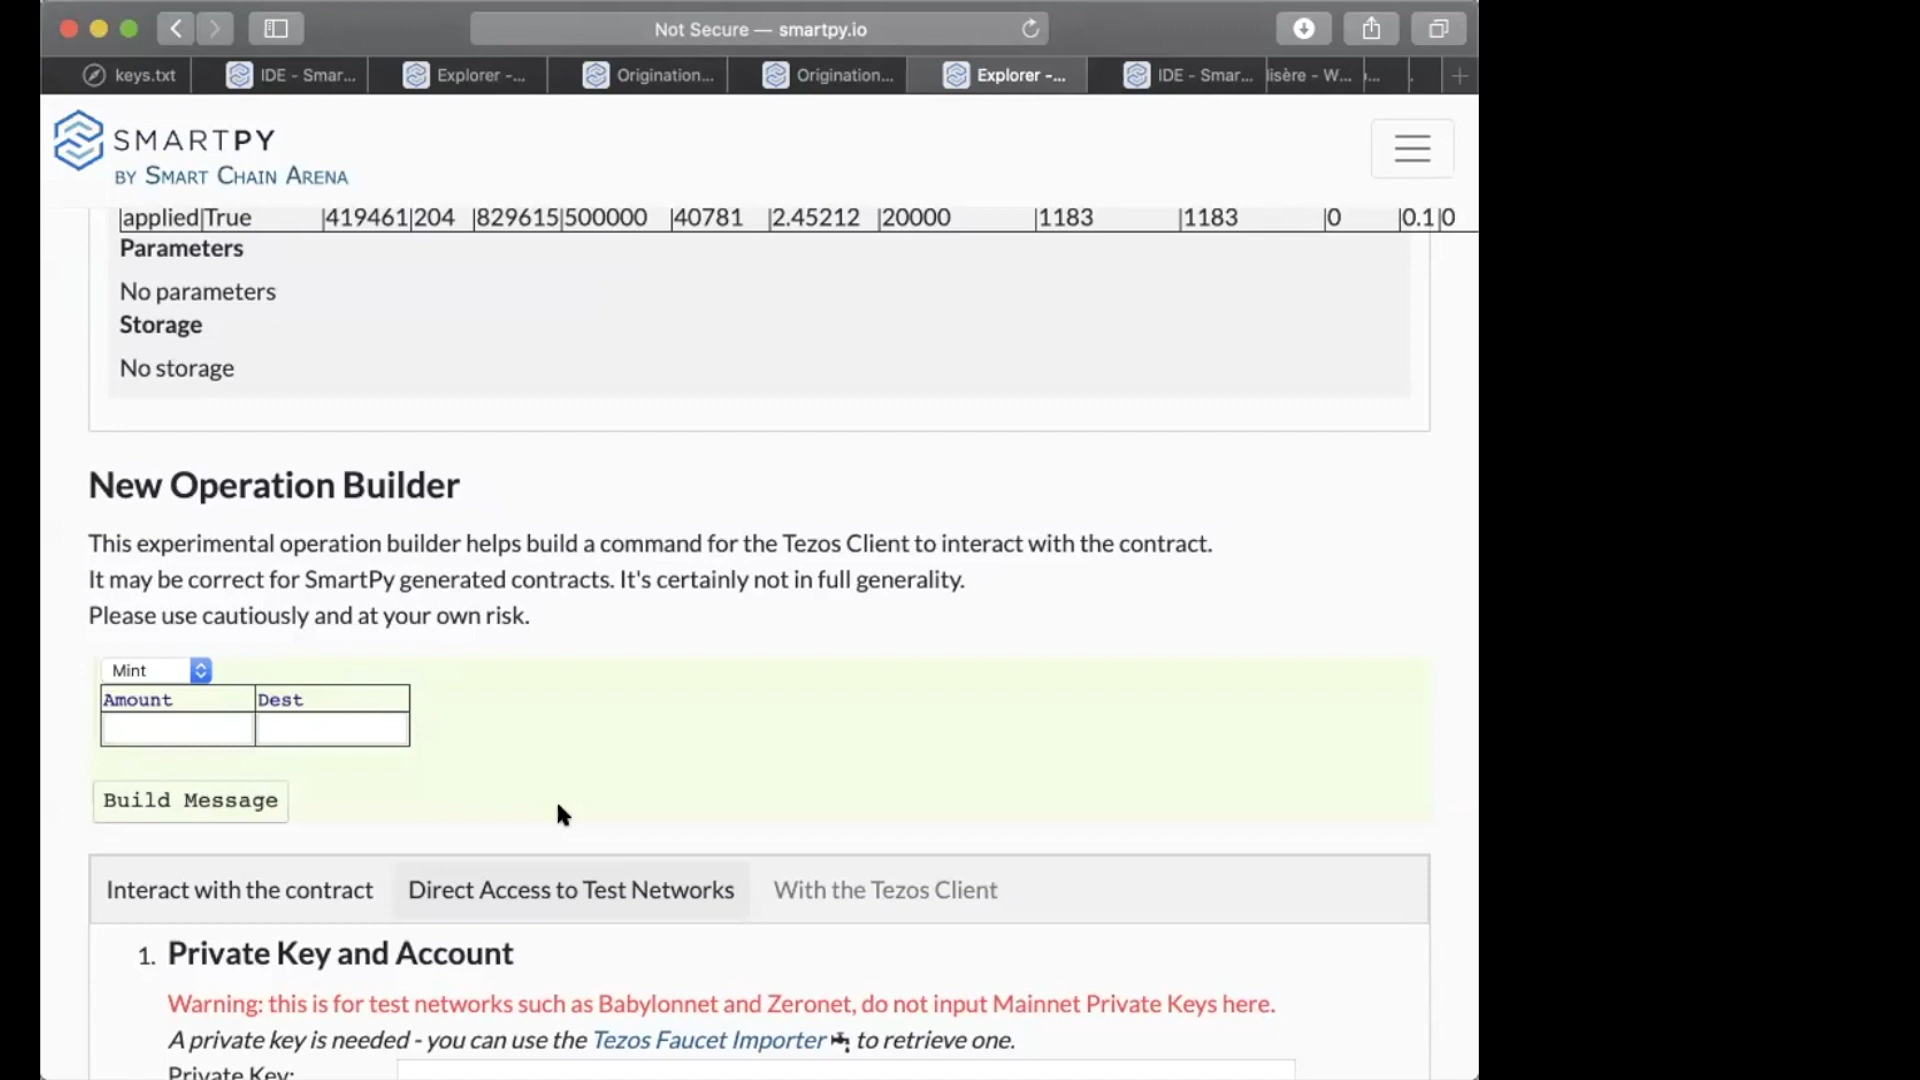 Not Secure — smartpy.io
keys.txt
IDE - Smar...
Explorer -...
Origination...
Origination...
Explorer -...
IDE - Smar...
lisère - W...
SMARTPY
BY SMART CHAIN ARENA
applied|True |419461|204 |829615|500000 |40781 |2.45212 |20000 |1183 |1183 |0 |0.1|0
Parameters
No parameters
Storage
No storage
New Operation Builder
This experimental operation builder helps build a command for the Tezos Client to interact with the contract.
It may be correct for SmartPy generated contracts. It's certainly not in full generality.
Please use cautiously and at your own risk.
Mint
Amount Dest
Build Message
Interact with the contract Direct Access to Test Networks With the Tezos Client
1. Private Key and Account
Warning: this is for test networks such as Babylonnet and Zeronet, do not input Mainnet Private Keys here.
A private key is needed - you can use the Tezos Faucet Importer to retrieve one.
Private Key: